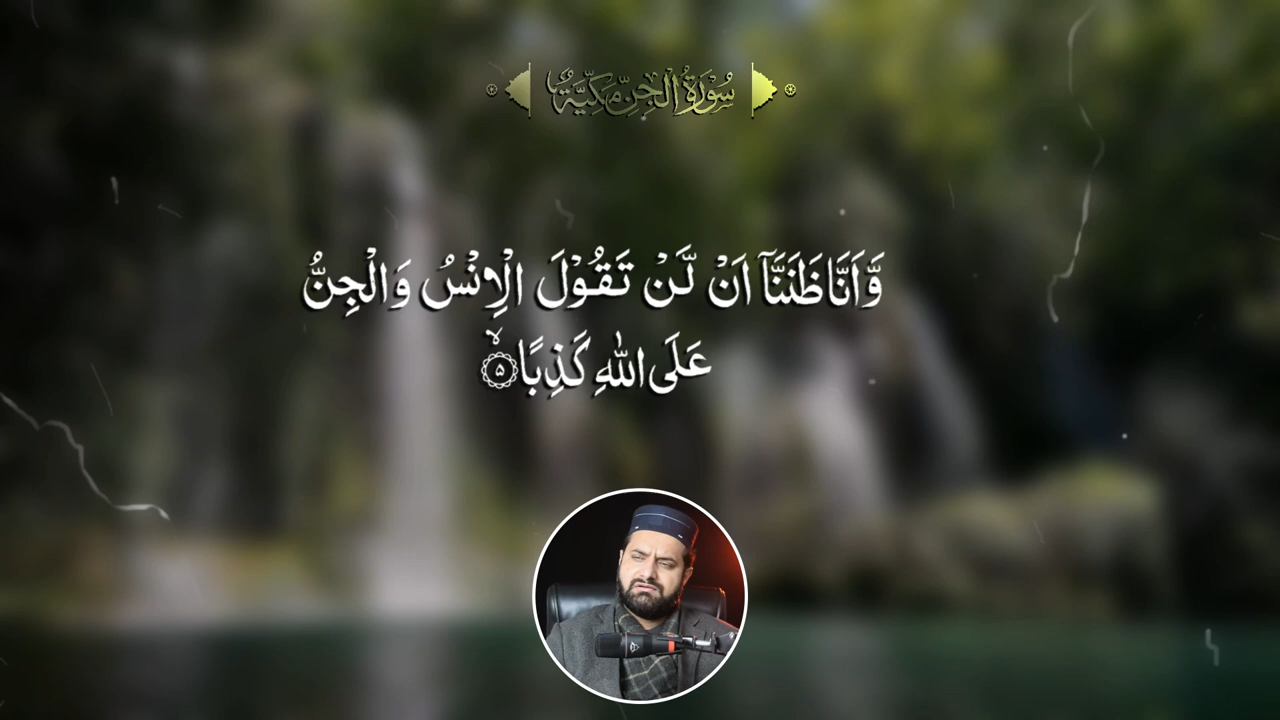 سُوْرَةُ الْجِنِّ مَكِّيَّةٌ
وَّاَنَّا ظَنَنَّاۤ اَنْ لَّنْ تَقُوْلَ الْاِنْسُ وَالْجِنُّ
عَلَی اللّٰهِ كَذِبًا ۙ۵